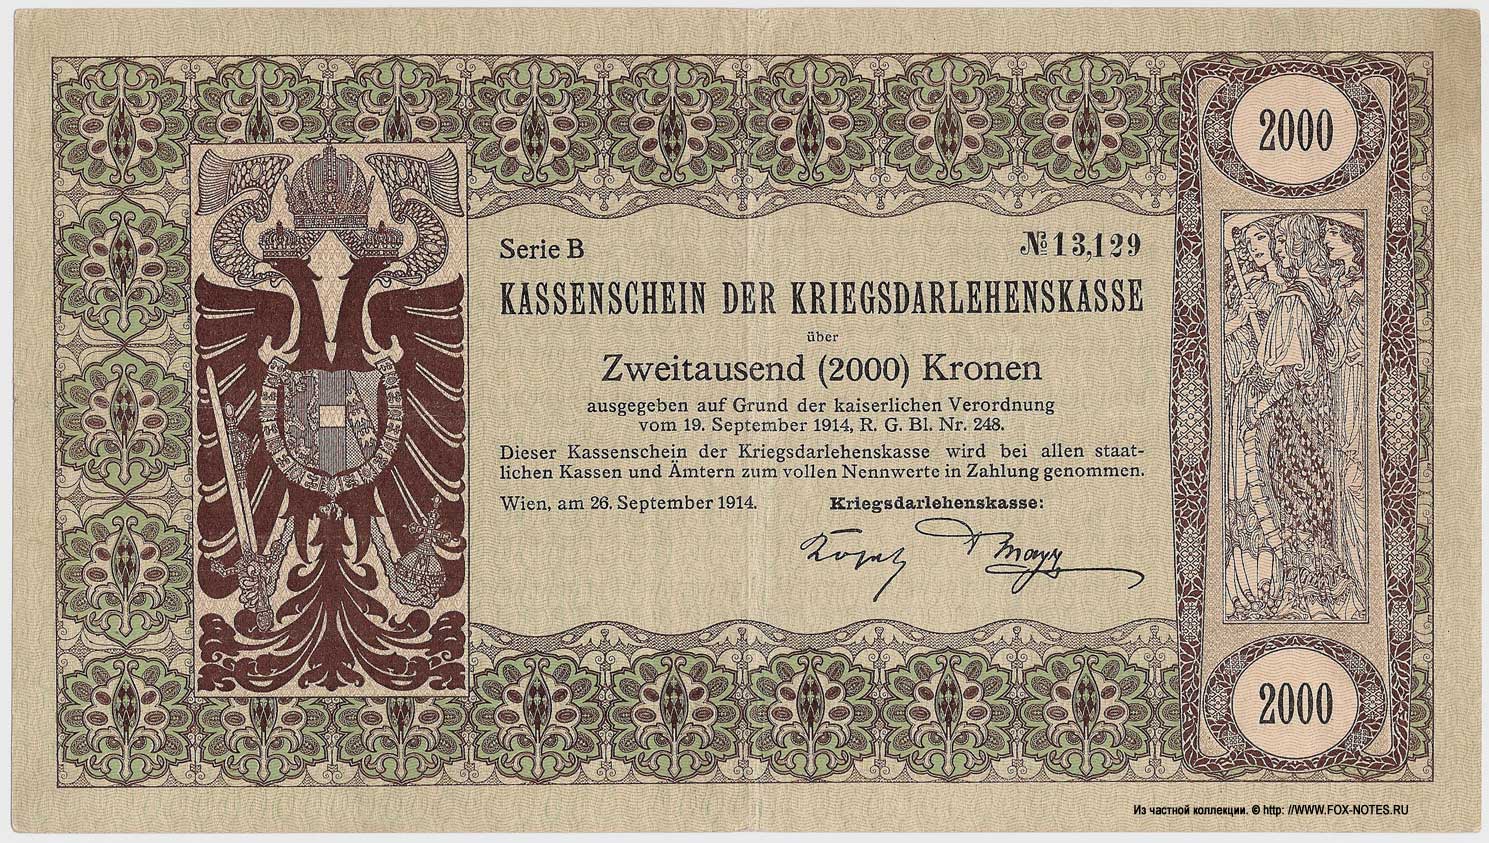 2000
Serie B
№ 13,129
KASSENSCHEIN DER KRIEGSDARLEHENSKASSE
über
Zweitausend (2000) Kronen
ausgegeben auf Grund der kaiserlichen Verordnung
vom 19. September 1914, R. G. Bl. Nr. 248.
Dieser Kassenschein der Kriegsdarlehenskasse wird bei allen staat-
lichen Kassen und Ämtern zum vollen Nennwerte in Zahlung genommen.
Wien, am 26. September 1914.
Kriegsdarlehenskasse:
2000
Из частной коллекции. © http: //WWW.FOX-NOTES.RU